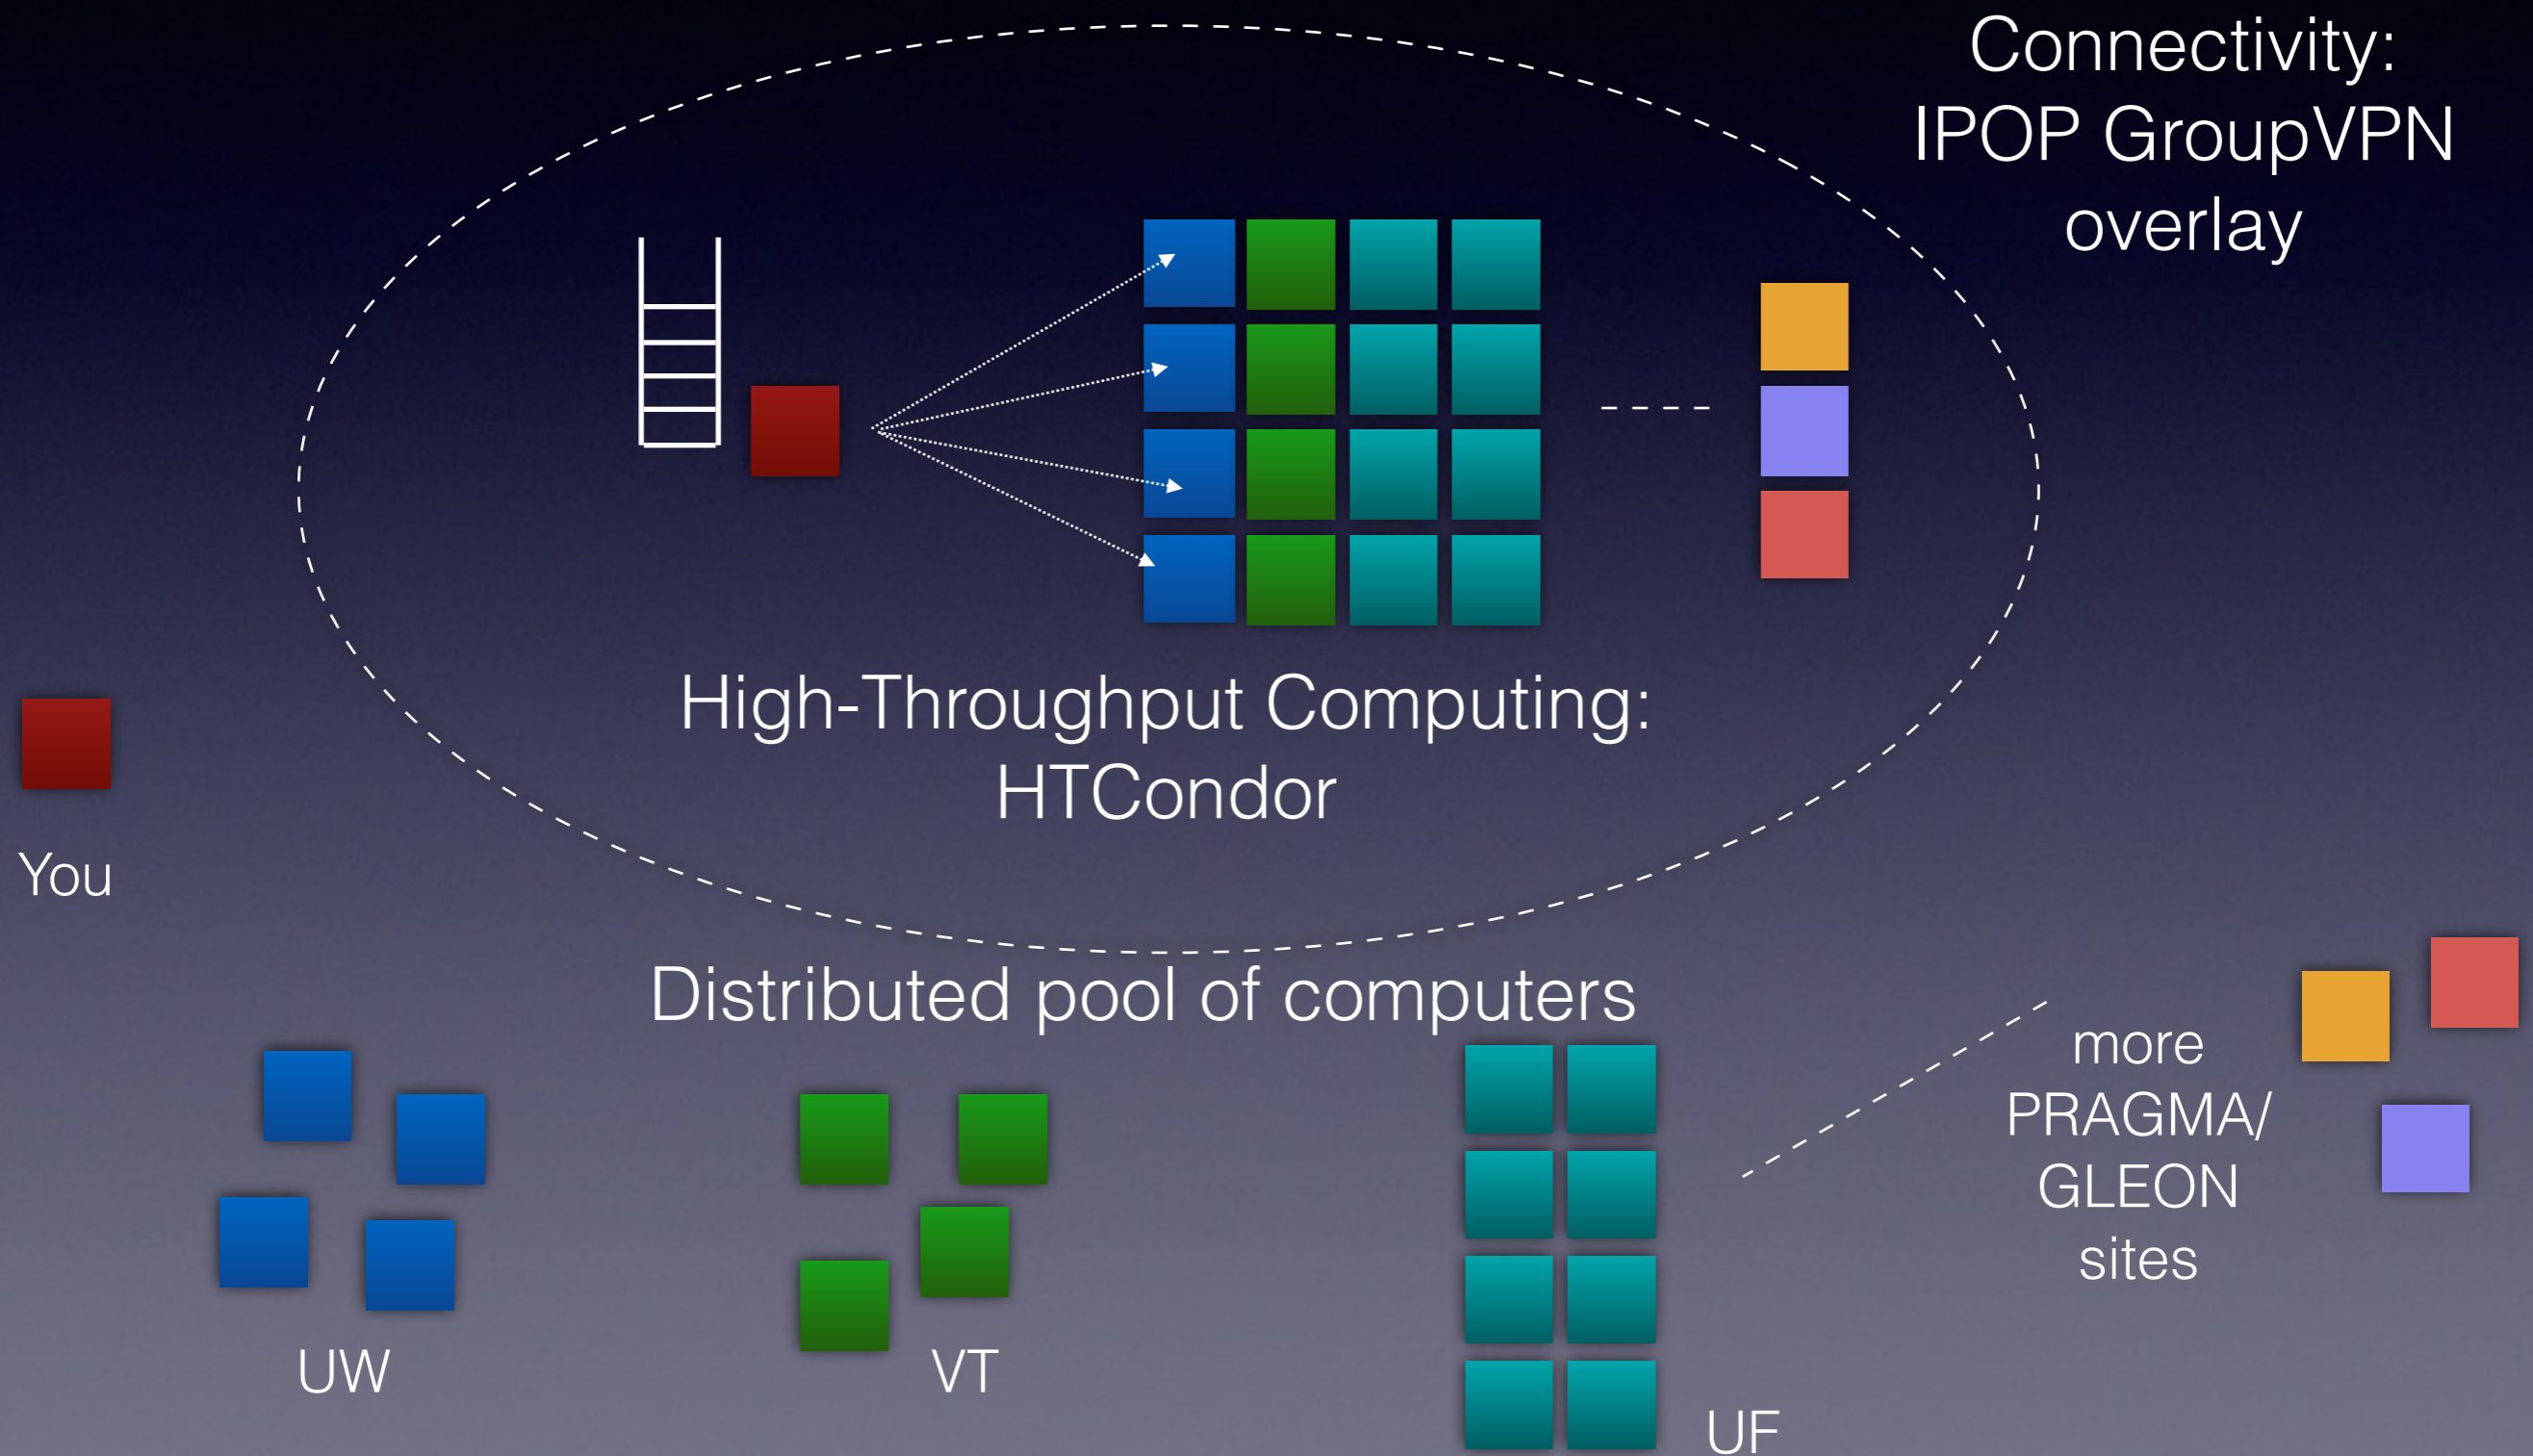 Connectivity:
IPOP GroupVPN
overlay
High-Throughput Computing:
HTCondor
You
Distributed pool of computers
more
PRAGMA/
GLEON
sites
UW
VT
UF